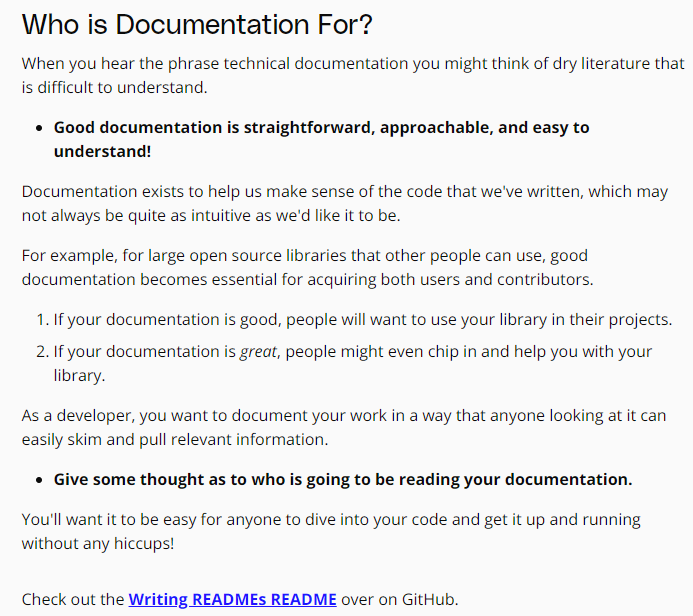 Who is Documentation For?
When you hear the phrase technical documentation you might think of dry literature that
is difficult to understand.
• Good documentation is straightforward, approachable, and easy to
understand!
Documentation exists to help us make sense of the code that we've written, which may
not always be quite as intuitive as we'd like it to be.
For example, for large open source libraries that other people can use, good
documentation becomes essential for acquiring both users and contributors.
1. If your documentation is good, people will want to use your library in their projects.
2. If your documentation is great, people might even chip in and help you with your
library.
As a developer, you want to document your work in a way that anyone looking at it can
easily skim and pull relevant information.
• Give some thought as to who is going to be reading your documentation.
You'll want it to be easy for anyone to dive into your code and get it up and running
without any hiccups!
Check out the Writing READMEs README over on GitHub.